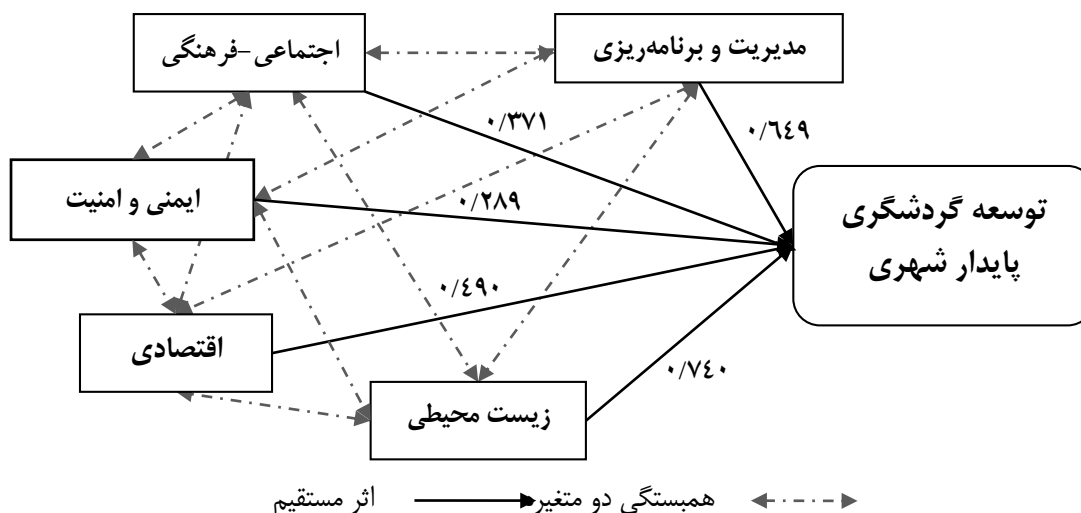 مدیریت و برنامه‌ریزی
اجتماعی-فرهنگی
۰/۳۷۱
۰/۶۴۹
ایمنی و امنیت
۰/۲۸۹
توسعه گردشگری
پایدار شهری
۰/۴۹۰
اقتصادی
۰/۷۴۰
زیست محیطی
همبستگی دو متغیره
اثر مستقیم